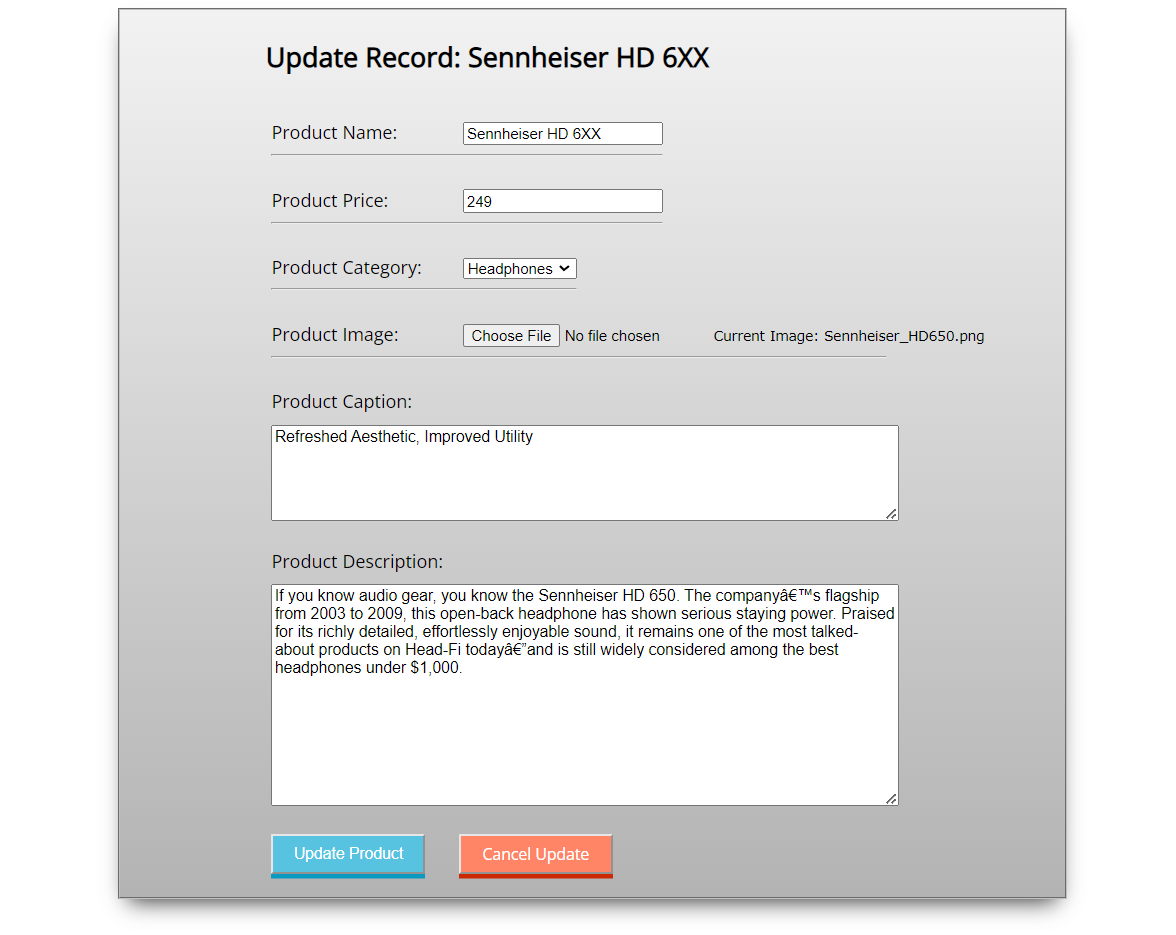 Update Record: Sennheiser HD 6XX
Product Name: Sennheiser HD 6XX
Product Price: 249
Product Category: Headphones
Product Image: Choose File No file chosen Current Image: Sennheiser_HD650.png
Product Caption:
Refreshed Aesthetic, Improved Utility
Product Description:
If you know audio gear, you know the Sennheiser HD 650. The companyâ€™s flagship
from 2003 to 2009, this open-back headphone has shown serious staying power. Praised
for its richly detailed, effortlessly enjoyable sound, it remains one of the most talked-
about products on Head-Fi todayâ€”and is still widely considered among the best
headphones under $1,000.
Update Product Cancel Update